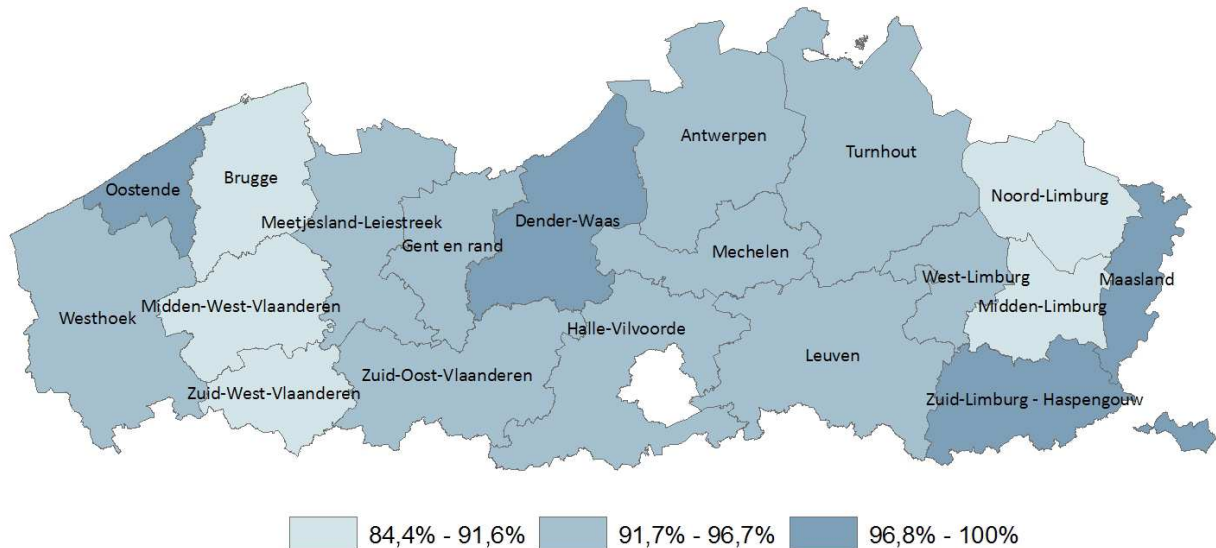 Antwerpen
Turnhout
Oostende
Brugge
Noord-Limburg
Meetjesland-Leiestreek
Dender-Waas
Gent en rand
Mechelen
West-Limburg
Maasland
Midden-West-Vlaanderen
Midden-Limburg
Westhoek
Halle-Vilvoorde
Leuven
Zuid-Oost-Vlaanderen
Zuid-West-Vlaanderen
Zuid-Limburg - Haspengouw
84,4% - 91,6% 91,7% - 96,7% 96,8% - 100%